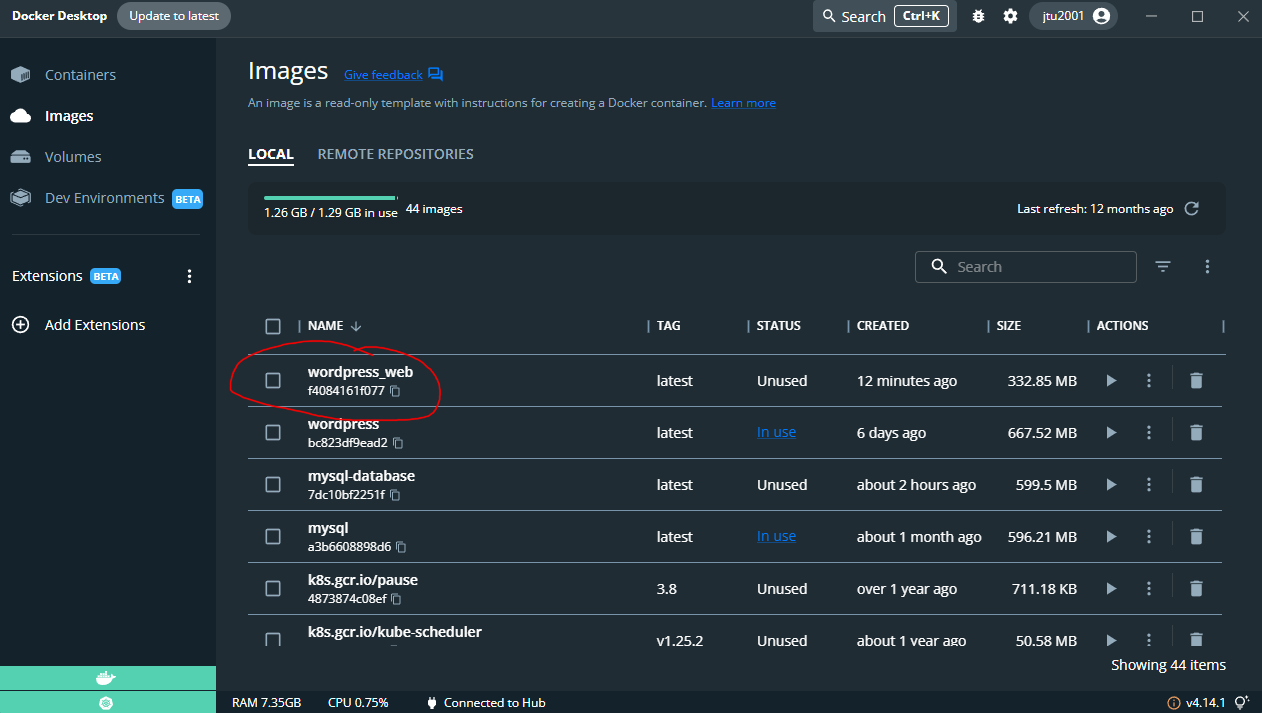 Docker Desktop Update to latest Search Ctrl+K jtu2001
Containers
Images
Volumes
Dev Environments BETA
Extensions BETA
Add Extensions
Images Give feedback
An image is a read-only template with instructions for creating a Docker container. Learn more
LOCAL REMOTE REPOSITORIES
1.26 GB / 1.29 GB in use 44 images Last refresh: 12 months ago
Search
NAME TAG STATUS CREATED SIZE ACTIONS
wordpress_web
f4084161f077
latest Unused 12 minutes ago 332.85 MB
wordpress
bc823df9ead2
latest In use 6 days ago 667.52 MB
mysql-database
7dc10bf2251f
latest Unused about 2 hours ago 599.5 MB
mysql
a3b6608898d6
latest In use about 1 month ago 596.21 MB
k8s.gcr.io/pause
4873874c08ef
3.8 Unused over 1 year ago 711.18 KB
k8s.gcr.io/kube-scheduler
v1.25.2 Unused about 1 year ago 50.58 MB
Showing 44 items
RAM 7.35GB CPU 0.75% Connected to Hub v4.14.1